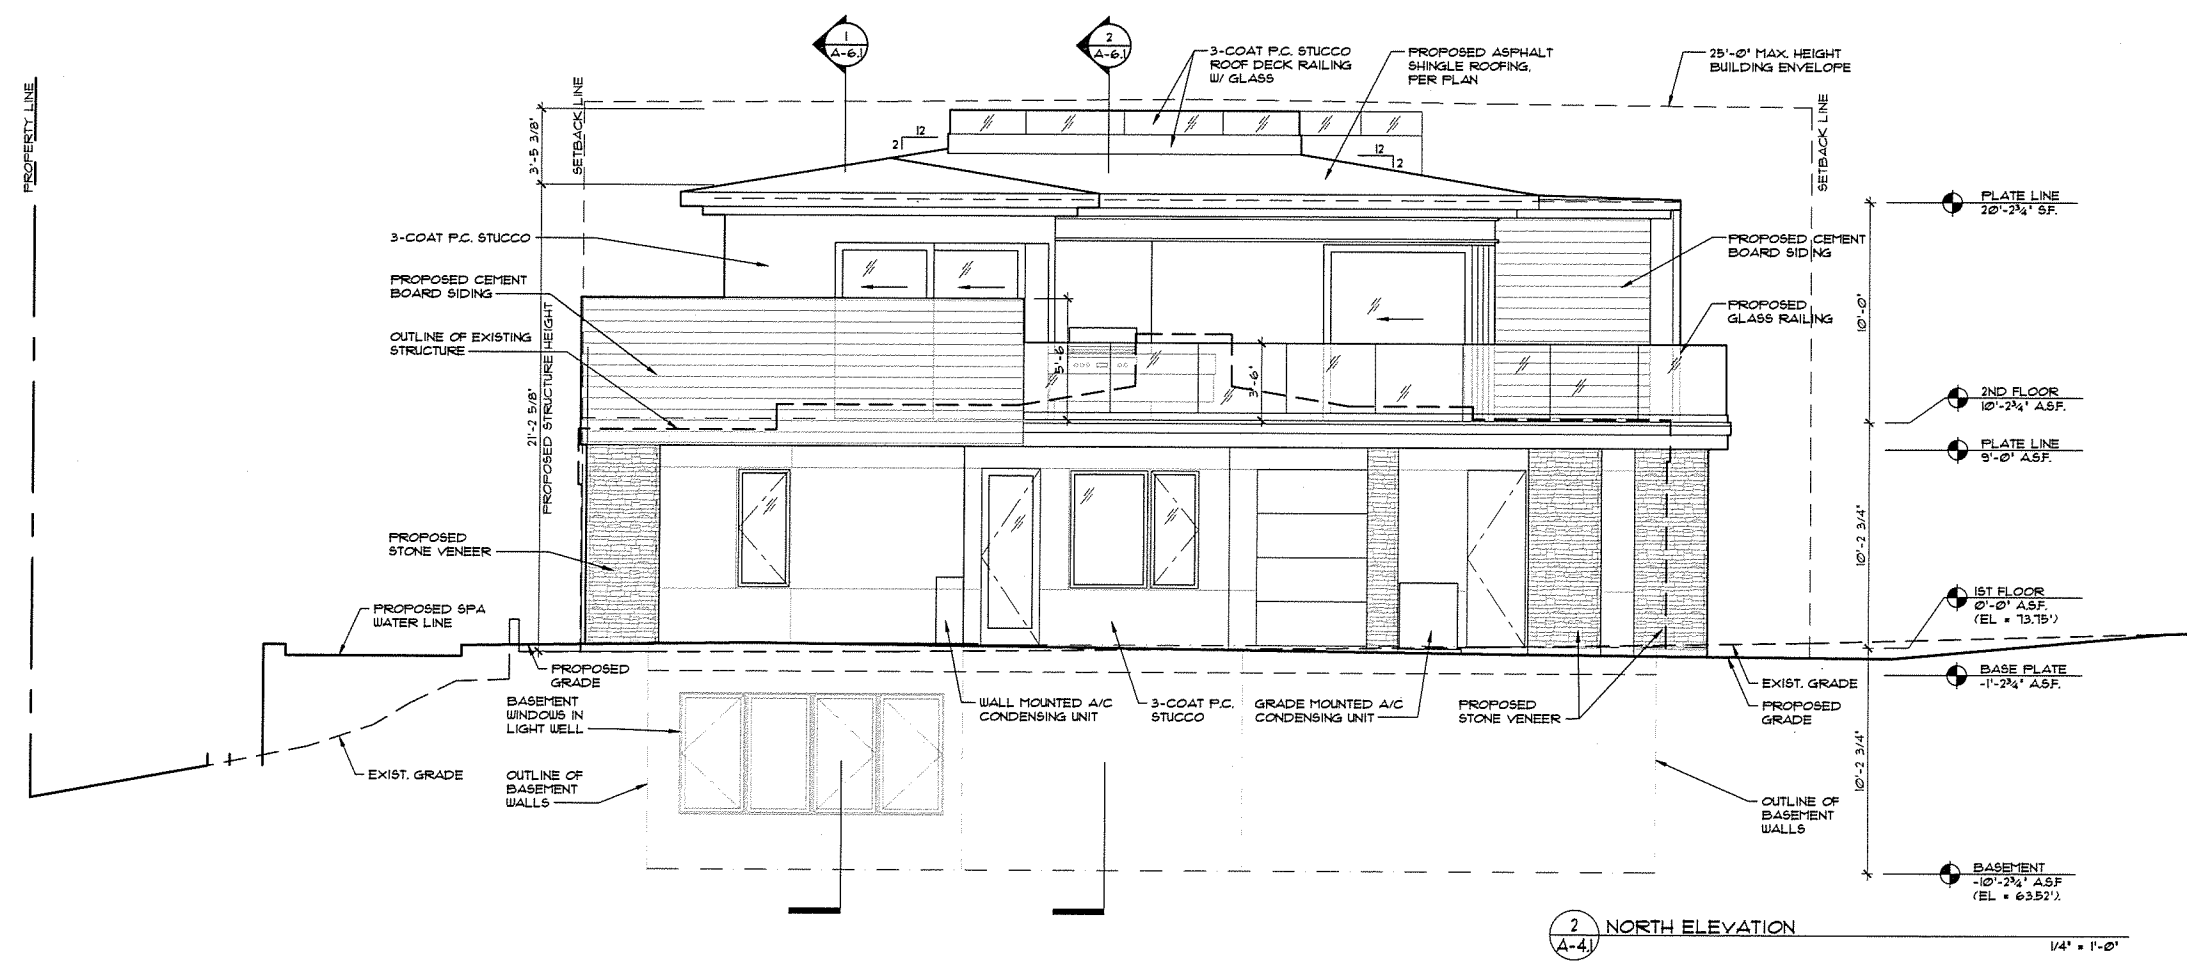 1
A-6.1
2
A-6.1
3-COAT P.C. STUCCO
ROOF DECK RAILING
W/ GLASS
PROPOSED ASPHALT
SHINGLE ROOFING,
PER PLAN
25'-0" MAX. HEIGHT
BUILDING ENVELOPE
PROPERTY LINE
SETBACK LINE
SETBACK LINE
3'-5 3/8"
12
2
12
2
PLATE LINE
20'-2 3/4" S.F.
3-COAT P.C. STUCCO
PROPOSED CEMENT
BOARD SIDING
PROPOSED CEMENT
BOARD SIDING
OUTLINE OF EXISTING
STRUCTURE
PROPOSED
GLASS RAILING
10'-0"
5'-6
3'-6"
21'-2 5/8"
PROPOSED STRUCTURE HEIGHT
2ND FLOOR
10'-2 3/4" A.S.F.
PLATE LINE
9'-0" A.S.F.
PROPOSED
STONE VENEER
10'-2 3/4"
PROPOSED SPA
WATER LINE
1ST FLOOR
0'-0" A.S.F.
(EL = 73.75')
PROPOSED
GRADE
BASEMENT
WINDOWS IN
LIGHT WELL
WALL MOUNTED A/C
CONDENSING UNIT
3-COAT P.C.
STUCCO
GRADE MOUNTED A/C
CONDENSING UNIT
PROPOSED
STONE VENEER
EXIST. GRADE
PROPOSED
GRADE
BASE PLATE
-1'-2 3/4" A.S.F.
EXIST. GRADE
OUTLINE OF
BASEMENT
WALLS
10'-2 3/4"
OUTLINE OF
BASEMENT
WALLS
BASEMENT
-10'-2 3/4" A.S.F
(EL = 63.52').
2
A-4.1
NORTH ELEVATION
1/4" = 1'-0"